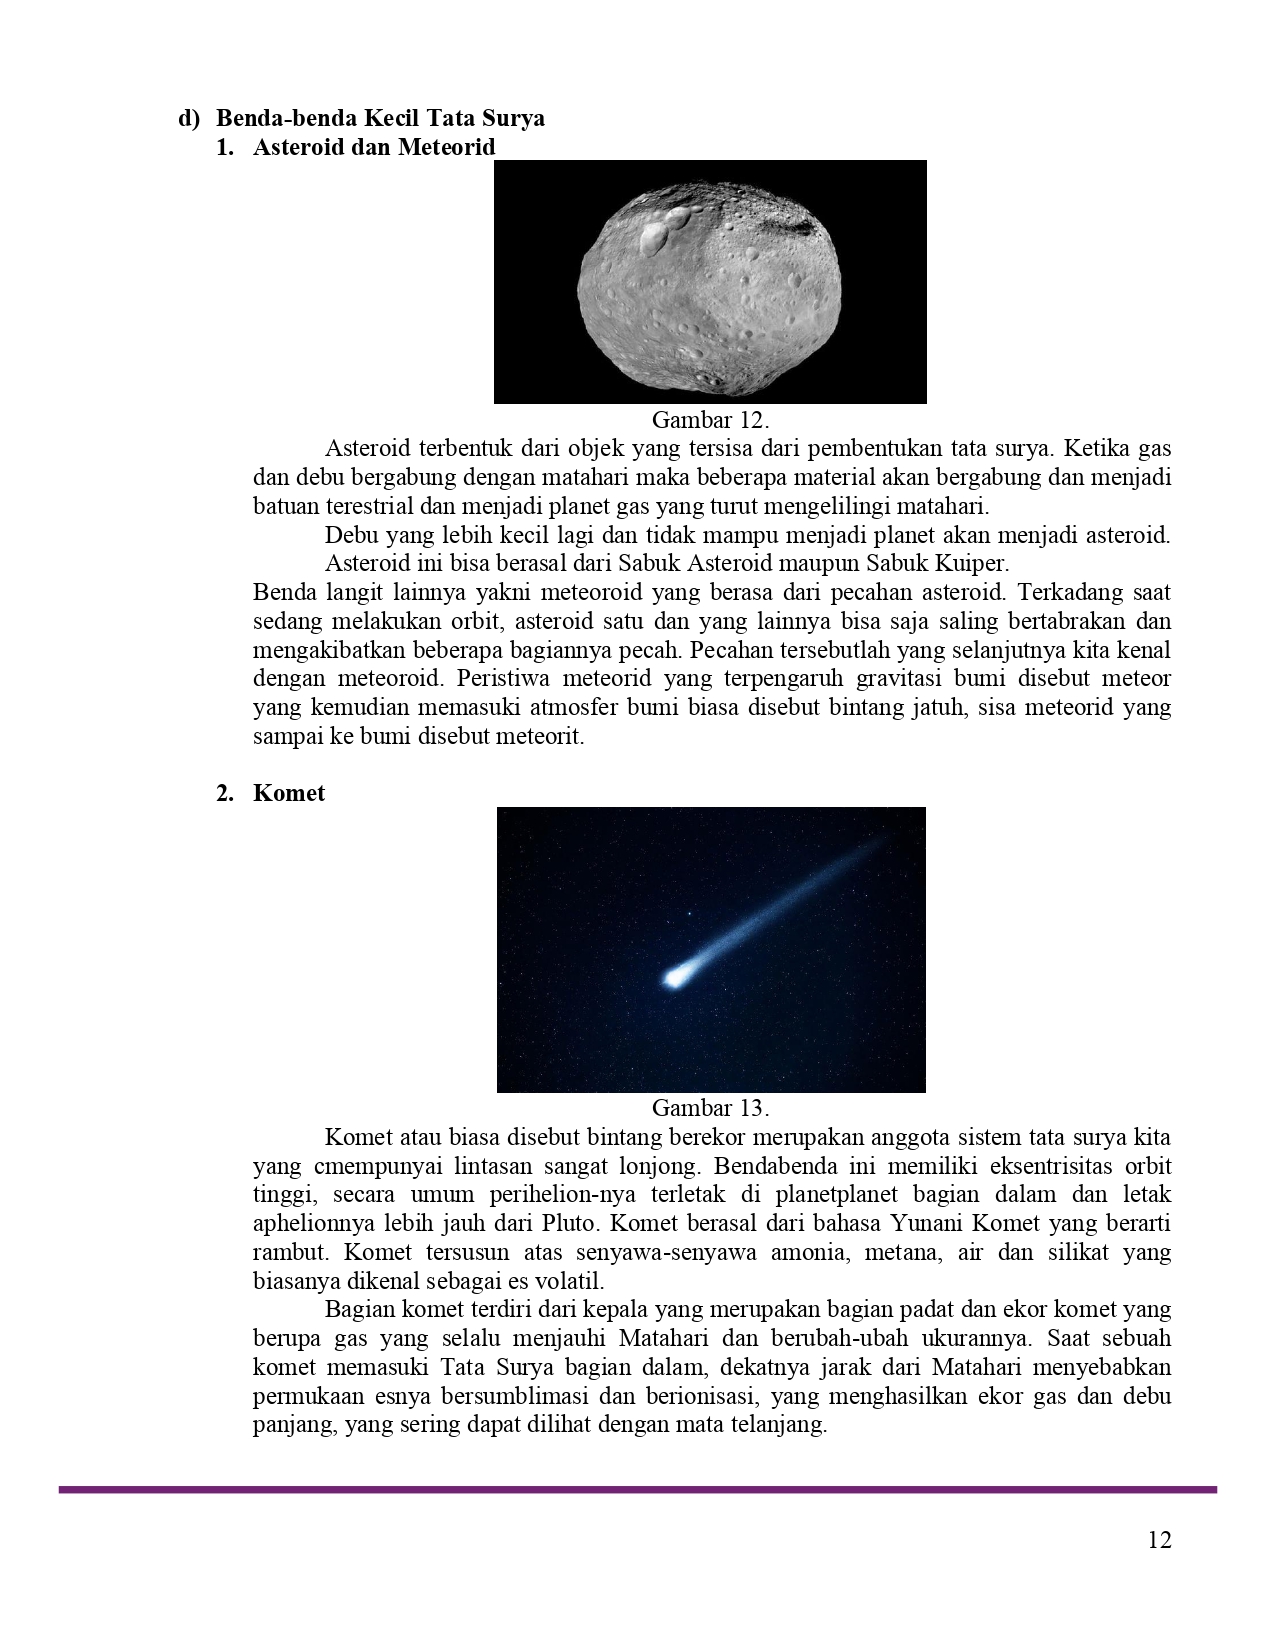 d) Benda-benda Kecil Tata Surya
1. Asteroid dan Meteorid
Gambar 12.
Asteroid terbentuk dari objek yang tersisa dari pembentukan tata surya. Ketika gas
dan debu bergabung dengan matahari maka beberapa material akan bergabung dan menjadi
batuan terestrial dan menjadi planet gas yang turut mengelilingi matahari.
Debu yang lebih kecil lagi dan tidak mampu menjadi planet akan menjadi asteroid.
Asteroid ini bisa berasal dari Sabuk Asteroid maupun Sabuk Kuiper.
Benda langit lainnya yakni meteoroid yang berasa dari pecahan asteroid. Terkadang saat
sedang melakukan orbit, asteroid satu dan yang lainnya bisa saja saling bertabrakan dan
mengakibatkan beberapa bagiannya pecah. Pecahan tersebutlah yang selanjutnya kita kenal
dengan meteoroid. Peristiwa meteorid yang terpengaruh gravitasi bumi disebut meteor
yang kemudian memasuki atmosfer bumi biasa disebut bintang jatuh, sisa meteorid yang
sampai ke bumi disebut meteorit.
2. Komet
Gambar 13.
Komet atau biasa disebut bintang berekor merupakan anggota sistem tata surya kita
yang cmempunyai lintasan sangat lonjong. Bendabenda ini memiliki eksentrisitas orbit
tinggi, secara umum perihelion-nya terletak di planetplanet bagian dalam dan letak
aphelionnya lebih jauh dari Pluto. Komet berasal dari bahasa Yunani Komet yang berarti
rambut. Komet tersusun atas senyawa-senyawa amonia, metana, air dan silikat yang
biasanya dikenal sebagai es volatil.
Bagian komet terdiri dari kepala yang merupakan bagian padat dan ekor komet yang
berupa gas yang selalu menjauhi Matahari dan berubah-ubah ukurannya. Saat sebuah
komet memasuki Tata Surya bagian dalam, dekatnya jarak dari Matahari menyebabkan
permukaan esnya bersumblimasi dan berionisasi, yang menghasilkan ekor gas dan debu
panjang, yang sering dapat dilihat dengan mata telanjang.
12